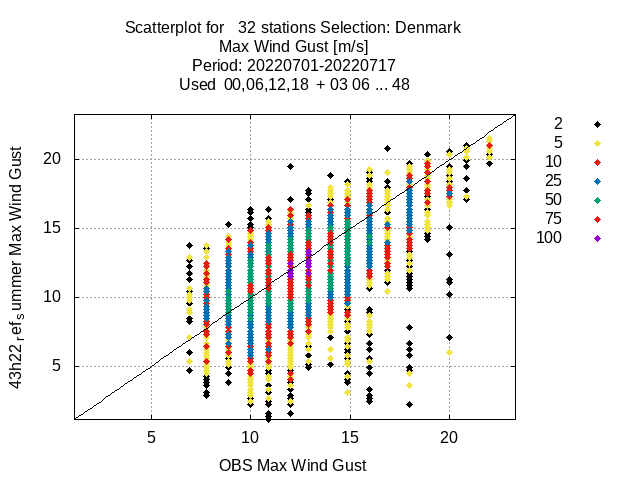 Scatterplot for 32 stations Selection: Denmark
Max Wind Gust [m/s]
Period: 20220701-20220717
Used 00,06,12,18 + 03 06 ... 48
43h22_ref_summer Max Wind Gust
20
15
10
5
5
10
15
20
OBS Max Wind Gust
2
5
10
25
50
75
100